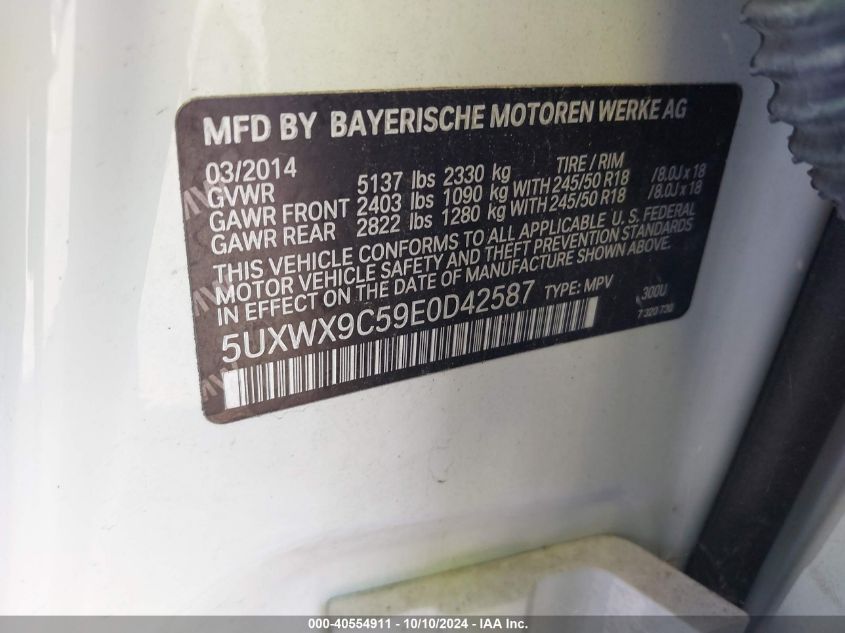 MFD BY BAYERISCHE MOTOREN WERKE AG
03/2014 TIRE / RIM
GVWR 5137 lbs 2330 kg
GAWR FRONT 2403 lbs 1090 kg WITH 245/50 R18 /8.0J x 18
GAWR REAR 2822 lbs 1280 kg WITH 245/50 R18 /8.0J x 18
THIS VEHICLE CONFORMS TO ALL APPLICABLE U.S. FEDERAL
MOTOR VEHICLE SAFETY AND THEFT PREVENTION STANDARDS
IN EFFECT ON THE DATE OF MANUFACTURE SHOWN ABOVE.
5UXWX9C59E0D42587 TYPE: MPV 300U
7 320 730
000-40554911 - 10/10/2024 - IAA Inc.